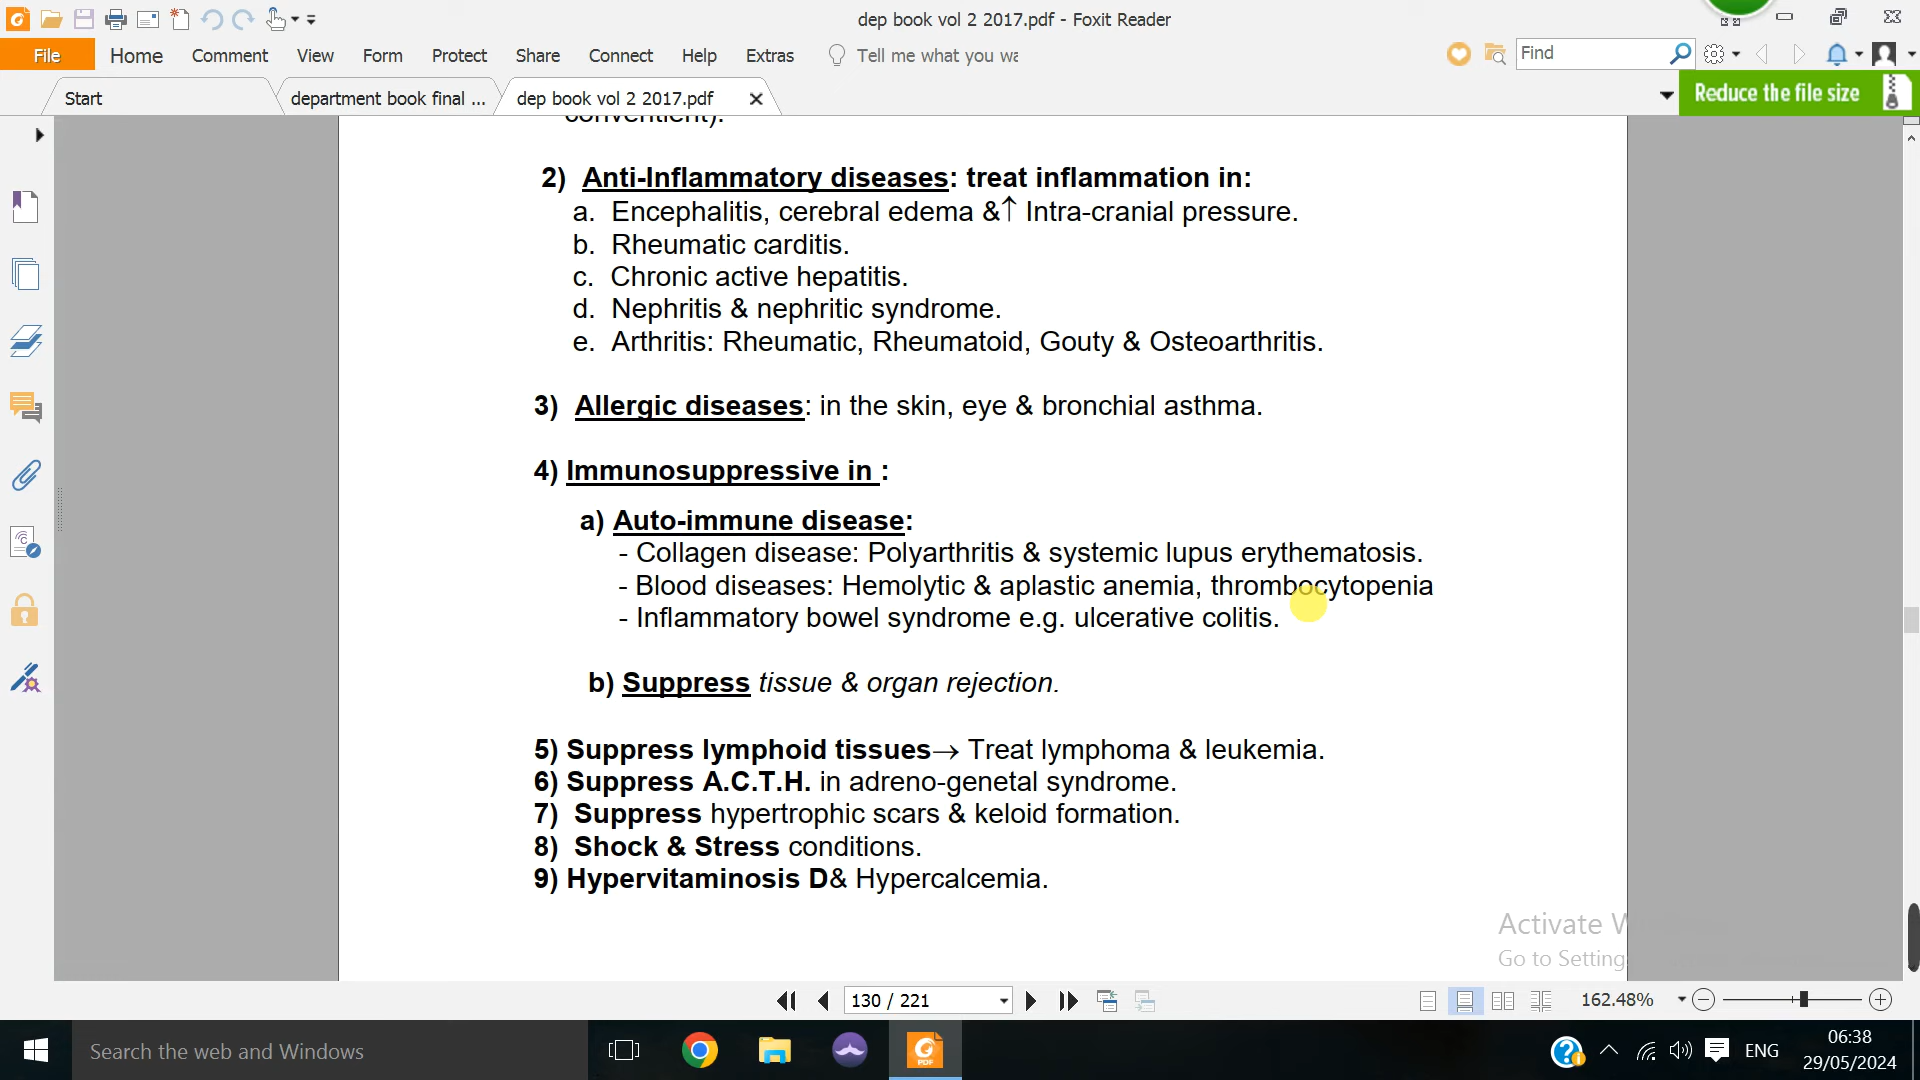 dep book vol 2 2017.pdf - Foxit Reader
File Home Comment View Form Protect Share Connect Help Extras Tell me what you wa Find
Start department book final ... dep book vol 2 2017.pdf Reduce the file size
2) Anti-Inflammatory diseases: treat inflammation in:
a. Encephalitis, cerebral edema &↑ Intra-cranial pressure.
b. Rheumatic carditis.
c. Chronic active hepatitis.
d. Nephritis & nephritic syndrome.
e. Arthritis: Rheumatic, Rheumatoid, Gouty & Osteoarthritis.
3) Allergic diseases: in the skin, eye & bronchial asthma.
4) Immunosuppressive in :
a) Auto-immune disease:
- Collagen disease: Polyarthritis & systemic lupus erythematosis.
- Blood diseases: Hemolytic & aplastic anemia, thrombocytopenia
- Inflammatory bowel syndrome e.g. ulcerative colitis.
b) Suppress tissue & organ rejection.
5) Suppress lymphoid tissues→ Treat lymphoma & leukemia.
6) Suppress A.C.T.H. in adreno-genetal syndrome.
7) Suppress hypertrophic scars & keloid formation.
8) Shock & Stress conditions.
9) Hypervitaminosis D& Hypercalcemia.
Activate
Go to Setting
130 / 221 162.48%
Search the web and Windows PDF ENG 06:38
29/05/2024